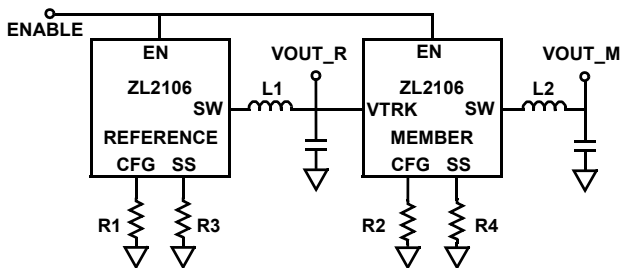 ENABLE
EN
ZL2106
SW
REFERENCE
CFG SS
R1
R3
L1
VOUT_R
EN
ZL2106
VTRK
SW
MEMBER
CFG SS
R2
R4
L2
VOUT_M